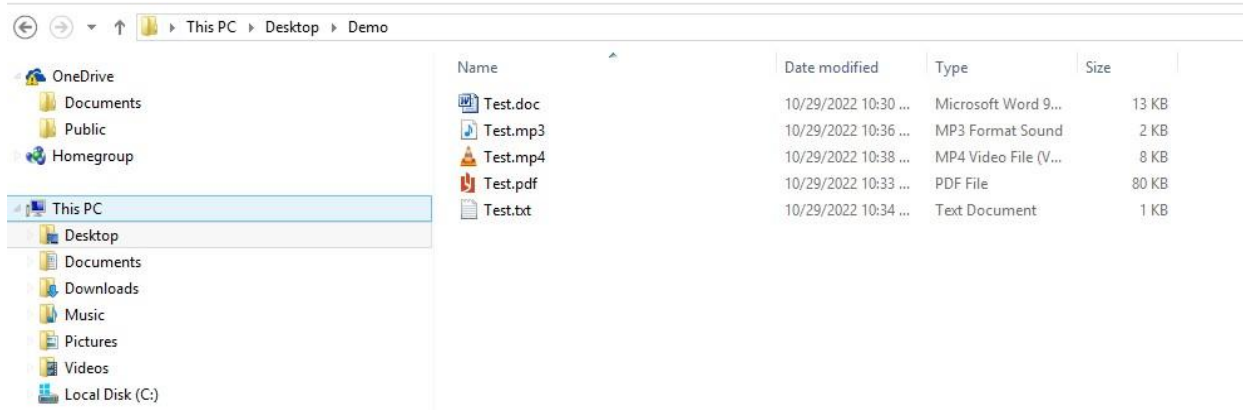 This PC Desktop Demo
OneDrive
Documents
Public
Homegroup
This PC
Desktop
Documents
Downloads
Music
Pictures
Videos
Local Disk (C:)
Name Date modified Type Size
Test.doc 10/29/2022 10:30 ... Microsoft Word 9... 13 KB
Test.mp3 10/29/2022 10:36 ... MP3 Format Sound 2 KB
Test.mp4 10/29/2022 10:38 ... MP4 Video File (V... 8 KB
Test.pdf 10/29/2022 10:33 ... PDF File 80 KB
Test.txt 10/29/2022 10:34 ... Text Document 1 KB